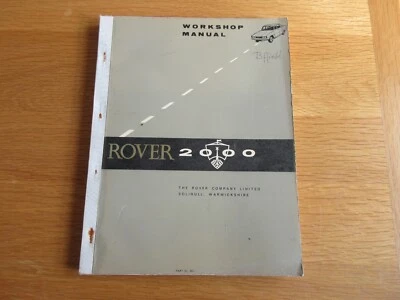 WORKSHOP
MANUAL
ROVER 2000
THE ROVER COMPANY LIMITED
SOLIHULL, WARWICKSHIRE